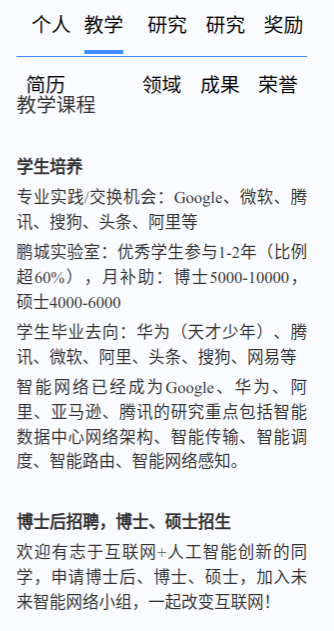 个人 教学 研究 研究 奖励
简历 领域 成果 荣誉
教学课程
学生培养
专业实践/交换机会：Google、微软、腾
讯、搜狗、头条、阿里等
鹏城实验室：优秀学生参与1-2年（比例
超60%），月补助：博士5000-10000，
硕士4000-6000
学生毕业去向：华为（天才少年）、腾
讯、微软、阿里、头条、搜狗、网易等
智能网络已经成为Google、华为、阿
里、亚马逊、腾讯的研究重点包括智能
数据中心网络架构、智能传输、智能调
度、智能路由、智能网络感知。
博士后招聘，博士、硕士招生
欢迎有志于互联网+人工智能创新的同
学，申请博士后、博士、硕士，加入未
来智能网络小组，一起改变互联网！